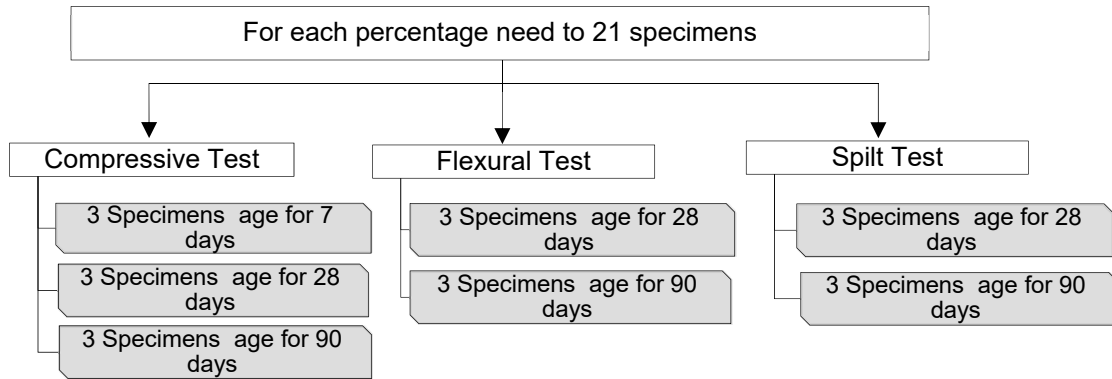 For each percentage need to 21 specimens
Compressive Test
3 Specimens age for 7
days
3 Specimens age for 28
days
3 Specimens age for 90
days
Flexural Test
3 Specimens age for 28
days
3 Specimens age for 90
days
Spilt Test
3 Specimens age for 28
days
3 Specimens age for 90
days